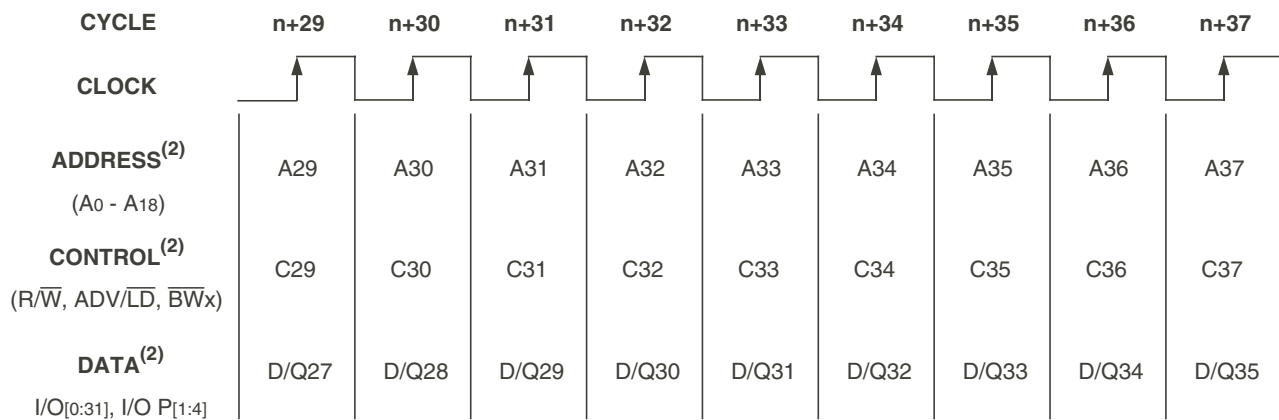 CYCLE n+29 n+30 n+31 n+32 n+33 n+34 n+35 n+36 n+37
CLOCK
ADDRESS(2) A29 A30 A31 A32 A33 A34 A35 A36 A37
(A0 - A18)
CONTROL(2) C29 C30 C31 C32 C33 C34 C35 C36 C37
(R/W̅, ADV/L̅D̅, B̅W̅x)
DATA(2) D/Q27 D/Q28 D/Q29 D/Q30 D/Q31 D/Q32 D/Q33 D/Q34 D/Q35
I/O[0:31], I/O P[1:4]